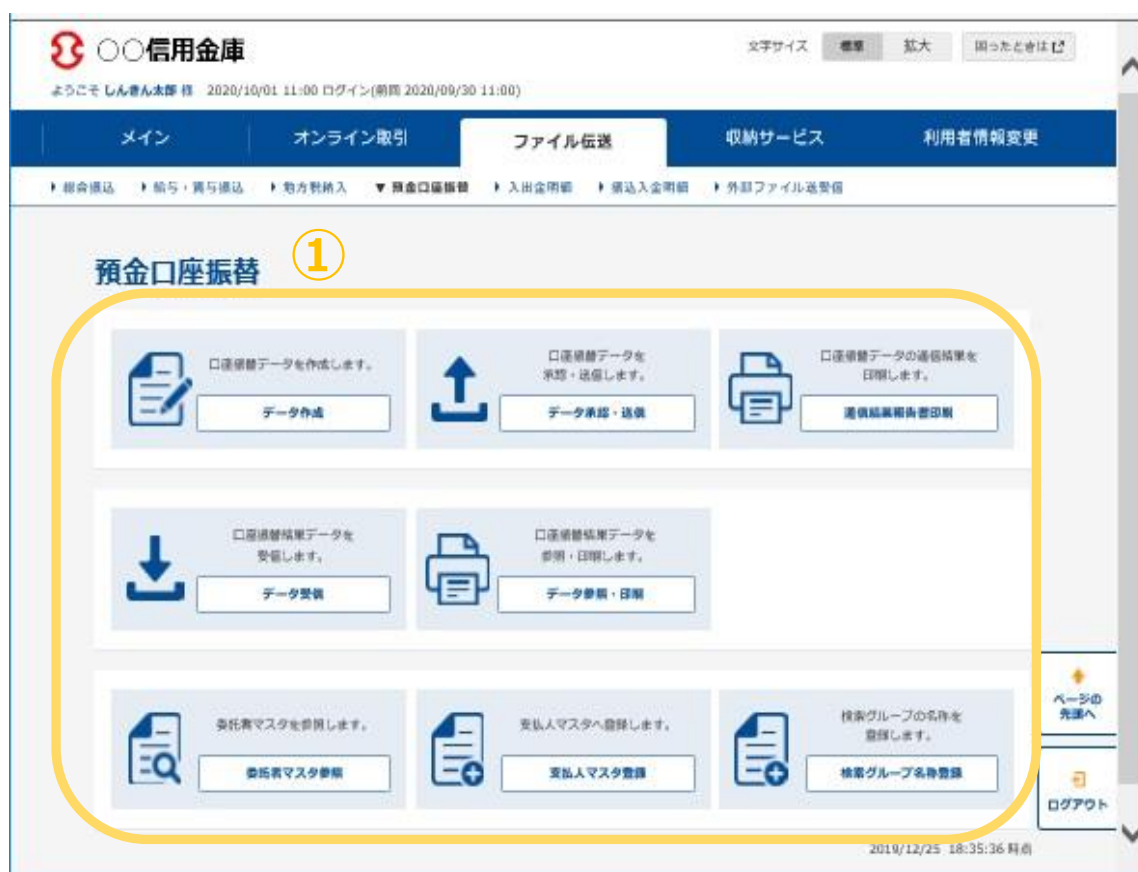 ○○信用金庫
文字サイズ 標準 拡大 困ったときは
ようこそ しんきん太郎 様 2020/10/01 11:00 ログイン(前回 2020/09/30 11:00)
メイン オンライン取引 ファイル伝送 収納サービス 利用者情報変更
総合振込 給与・賞与振込 地方税納入 ▼ 預金口座振替 入出金明細 振込入金明細 外部ファイル送受信
預金口座振替 ①
口座振替データを作成します。
データ作成
口座振替データを
承認・送信します。
データ承認・送信
口座振替データの通信結果を
印刷します。
通信結果報告書印刷
口座振替結果データを
受信します。
データ受信
口座振替結果データを
参照・印刷します。
データ参照・印刷
委託者マスタを参照します。
委託者マスタ参照
支払人マスタへ登録します。
支払人マスタ登録
検索グループの名称を
登録します。
検索グループ名称登録
ページの
先頭へ
ログアウト
2019/12/25 18:35:36 時点